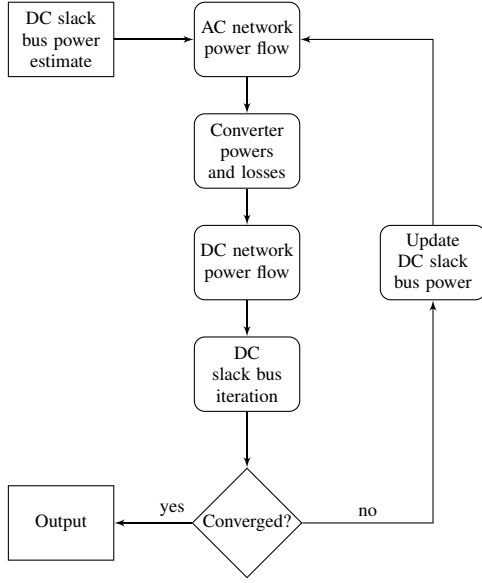 DC slack
bus power
estimate
AC network
power flow
Converter
powers
and losses
DC network
power flow
Update
DC slack
bus power
DC
slack bus
iteration
Output
yes
Converged?
no